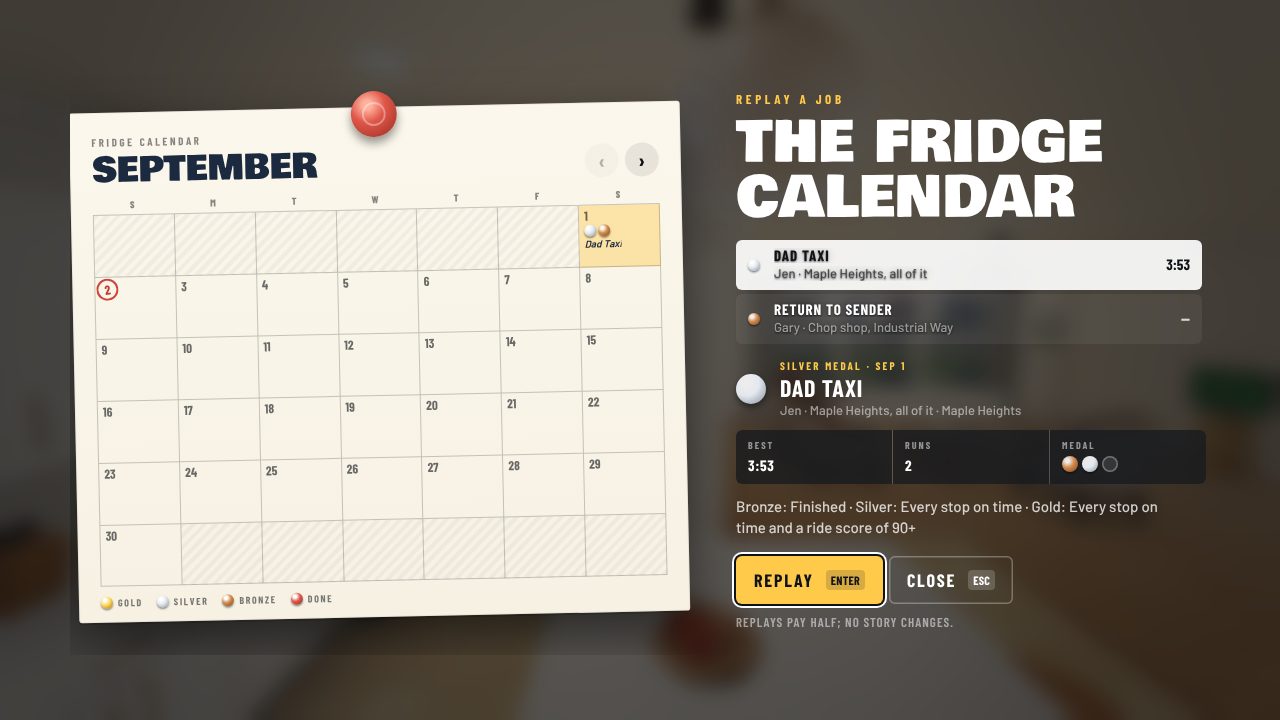 FRIDGE CALENDAR
SEPTEMBER
‹ ›
S M T W T F S
1
Dad Taxi
2 3 4 5 6 7 8
9 10 11 12 13 14 15
16 17 18 19 20 21 22
23 24 25 26 27 28 29
30
GOLD SILVER BRONZE DONE
REPLAY A JOB
THE FRIDGE
CALENDAR
DAD TAXI 3:53
Jen · Maple Heights, all of it
RETURN TO SENDER –
Gary · Chop shop, Industrial Way
SILVER MEDAL · SEP 1
DAD TAXI
Jen · Maple Heights, all of it · Maple Heights
BEST RUNS MEDAL
3:53 2
Bronze: Finished · Silver: Every stop on time · Gold: Every stop on
time and a ride score of 90+
REPLAY ENTER CLOSE ESC
REPLAYS PAY HALF; NO STORY CHANGES.